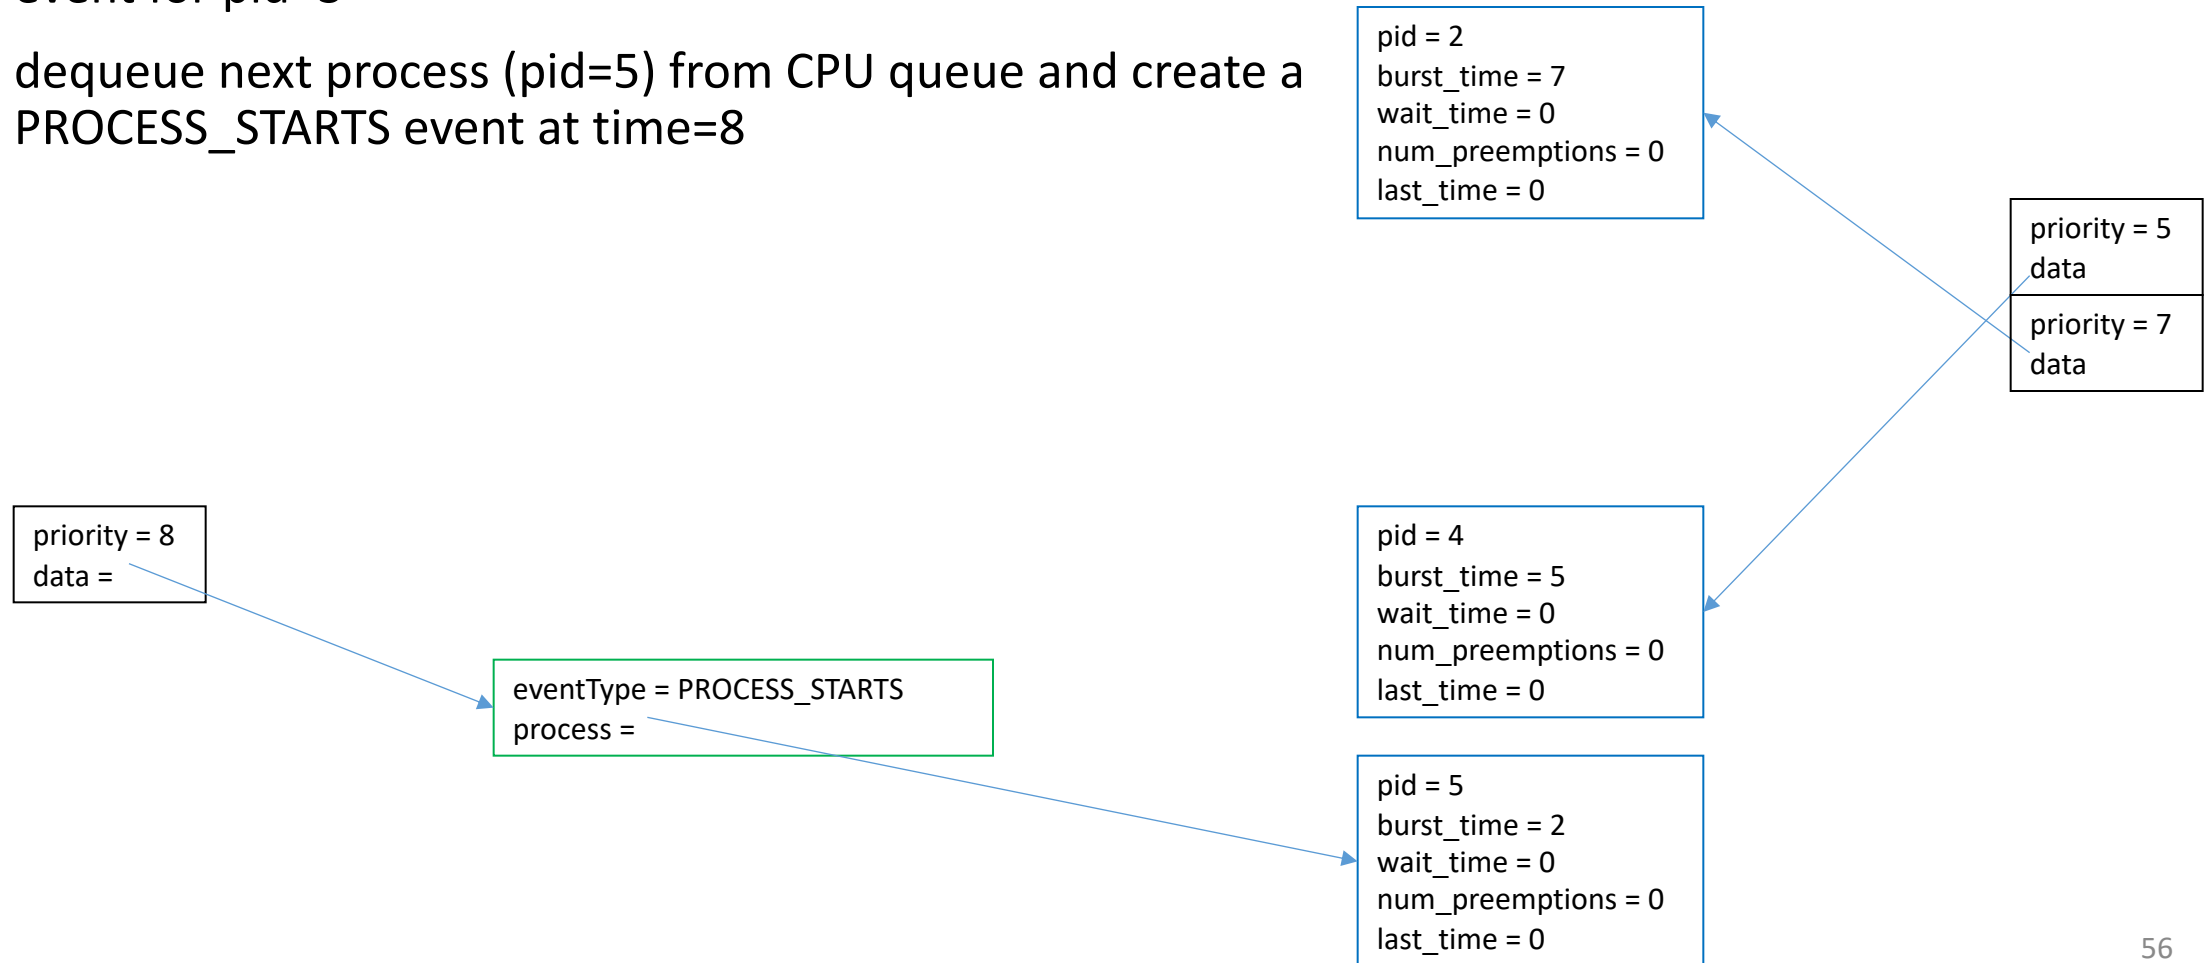 dequeue next process (pid=5) from CPU queue and create a
PROCESS_STARTS event at time=8
pid = 2
burst_time = 7
wait_time = 0
num_preemptions = 0
last_time = 0
priority = 5
data
priority = 7
data
priority = 8
data =
eventType = PROCESS_STARTS
process =
pid = 4
burst_time = 5
wait_time = 0
num_preemptions = 0
last_time = 0
pid = 5
burst_time = 2
wait_time = 0
num_preemptions = 0
last_time = 0
56